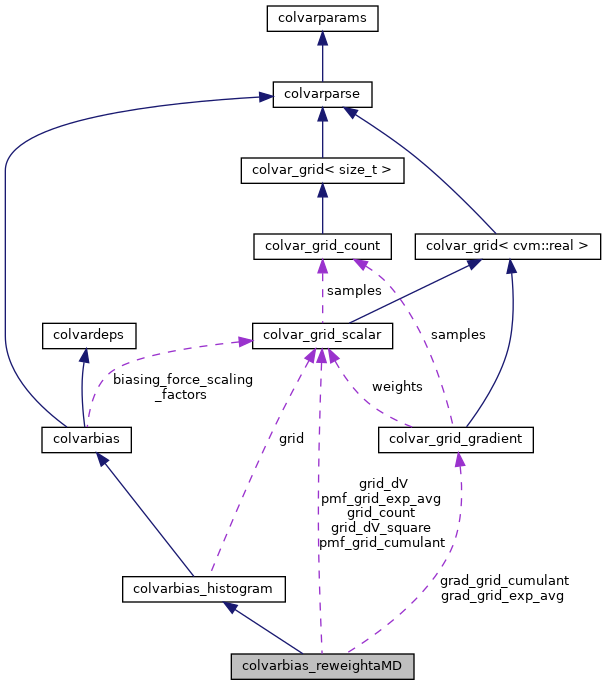 colvarparams
colvarparse
colvar_grid< size_t >
colvar_grid_count
colvar_grid< cvm::real >
samples
colvardeps
colvar_grid_scalar
samples
biasing_force_scaling
_factors
weights
colvarbias
grid
colvar_grid_gradient
grid_dV
pmf_grid_exp_avg
grid_count
grid_dV_square
pmf_grid_cumulant
grad_grid_cumulant
grad_grid_exp_avg
colvarbias_histogram
colvarbias_reweightaMD